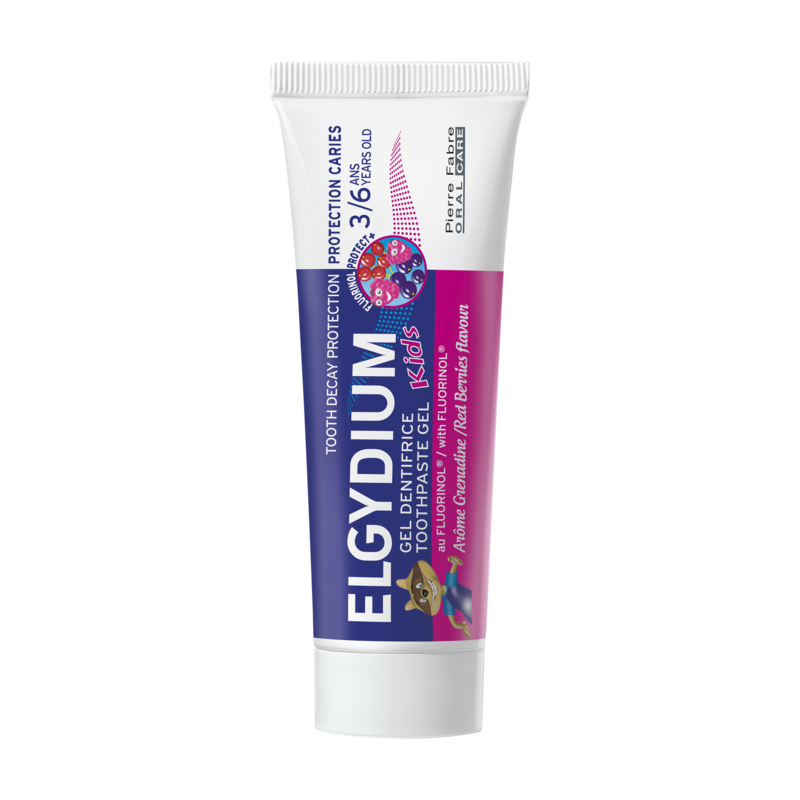 TOOTH DECAY PROTECTION PROTECTION CARIES
3/6 ANS
YEARS OLD
FLUORINOL PROTECT+
ELGYDIUM Kids
GEL DENTIFRICE
TOOTHPASTE GEL
au FLUORINOL® / with FLUORINOL®
Arôme Grenadine /Red Berries flavour
Pierre Fabre
ORAL CARE